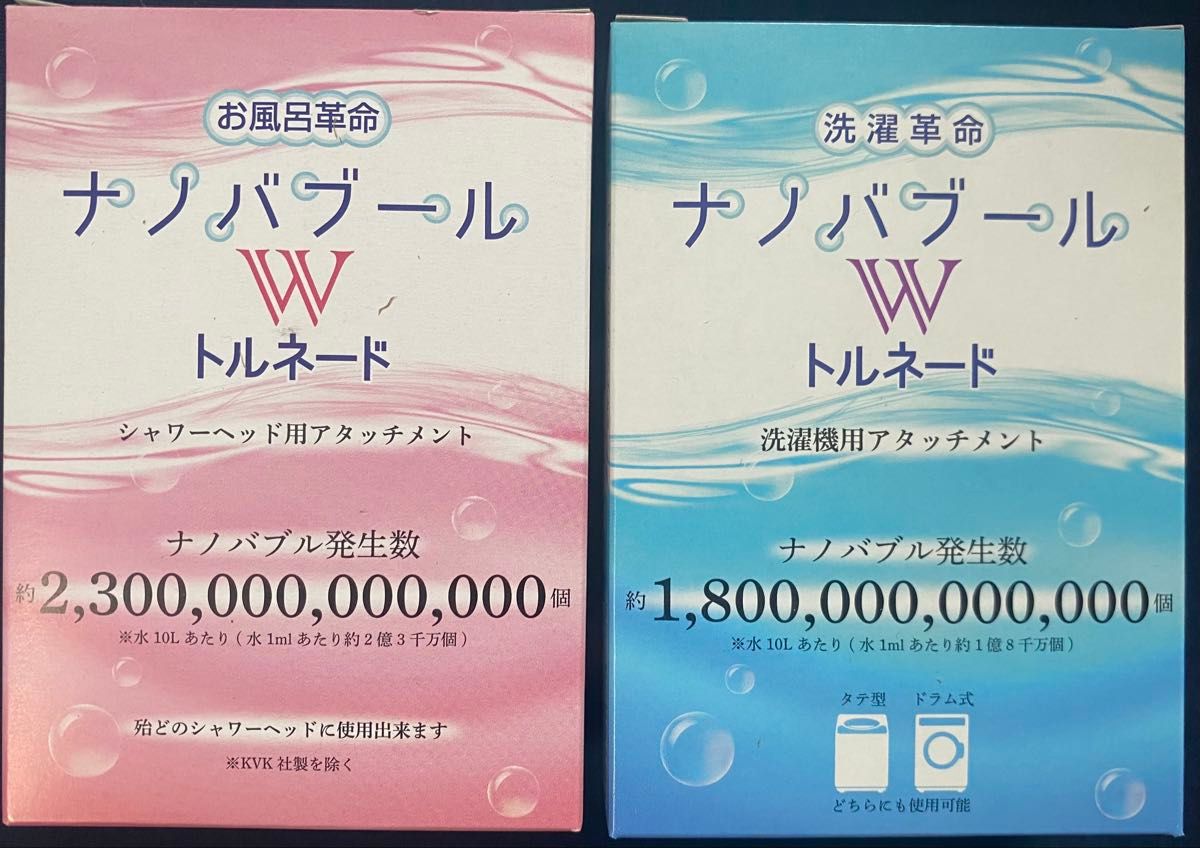 お風呂革命
ナノバブール
W
トルネード
シャワーヘッド用アタッチメント
ナノバブル発生数
約2,300,000,000,000個
※水10Lあたり(水1mlあたり約2億3千万個)
殆どのシャワーヘッドに使用出来ます
※KVK社製を除く
洗濯革命
ナノバブール
W
トルネード
洗濯機用アタッチメント
ナノバブル発生数
約1,800,000,000,000個
※水10Lあたり(水1mlあたり約1億8千万個)
タテ型 ドラム式
どちらにも使用可能